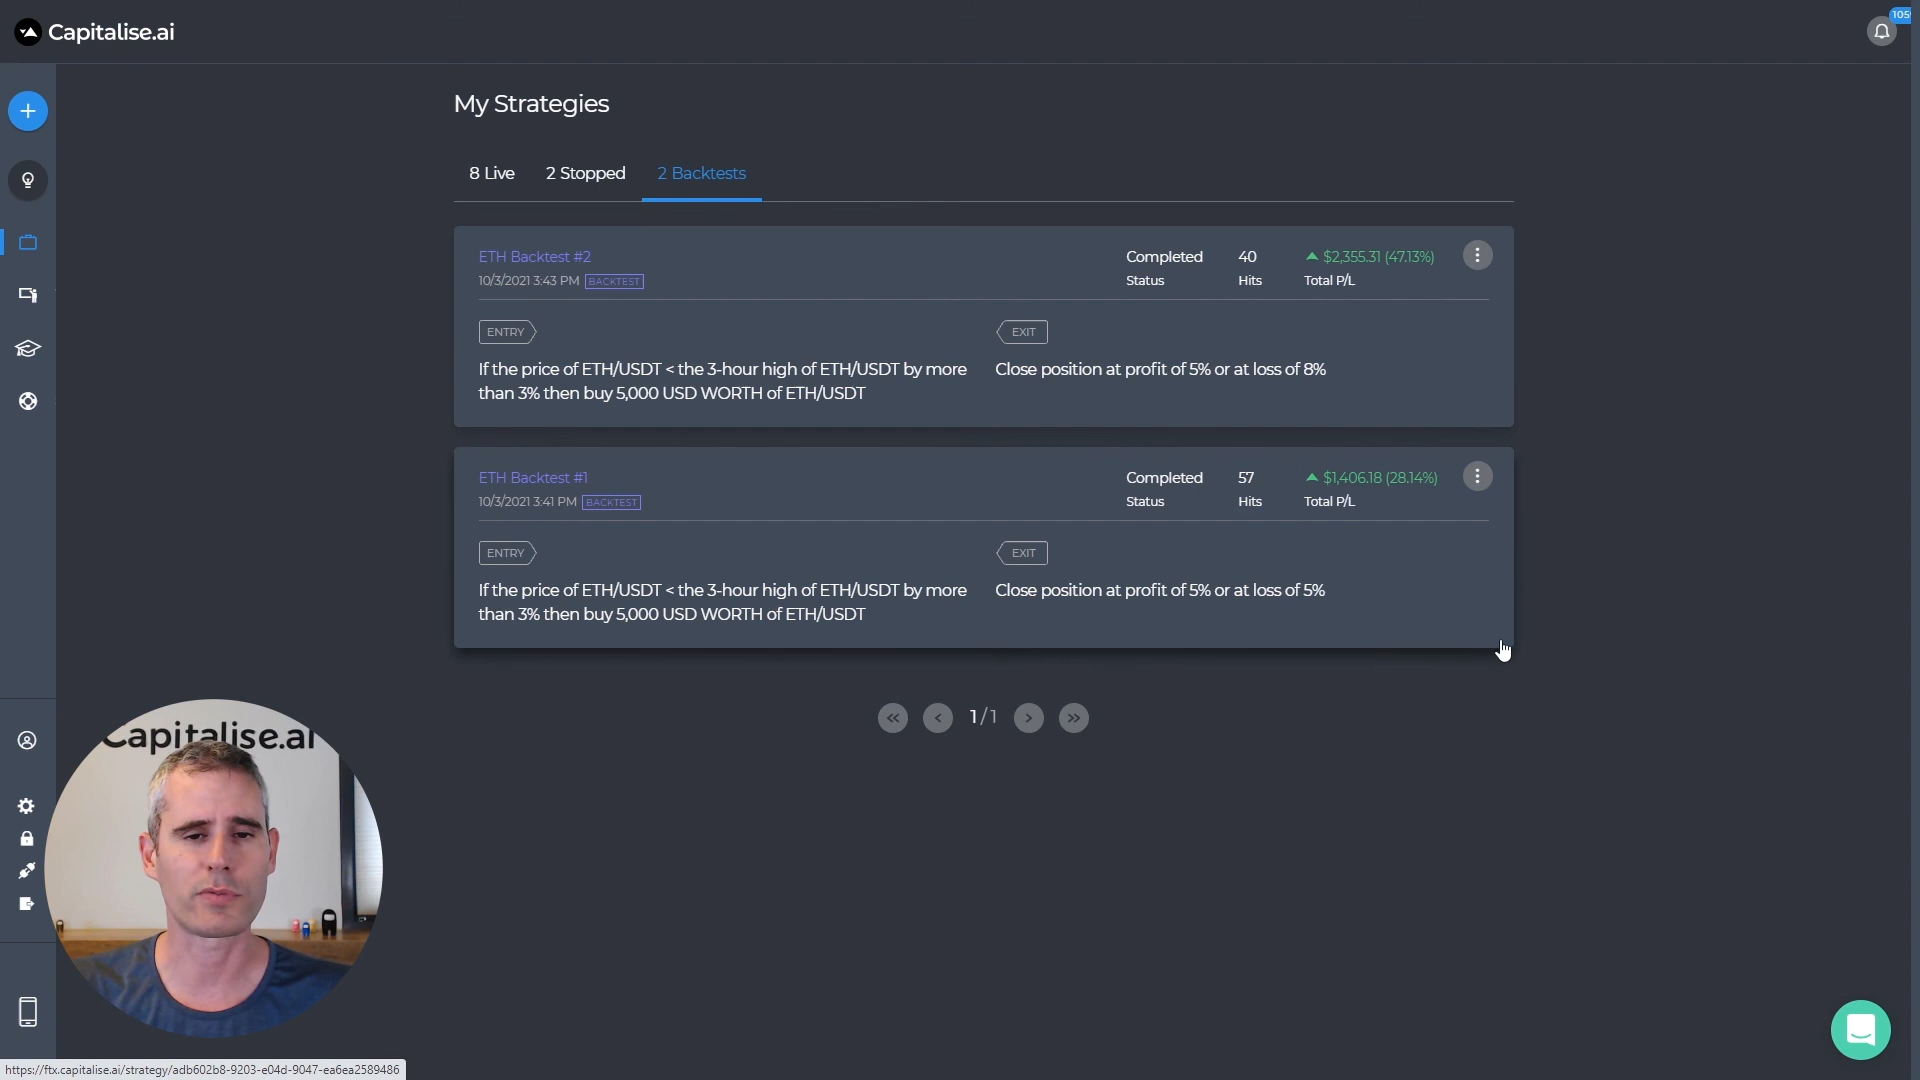 Capitalise.ai
105
My Strategies
8 Live
2 Stopped
2 Backtests
ETH Backtest #2
Completed
40
$2,355.31 (47.13%)
10/3/2021 3:43 PM
BACKTEST
Status
Hits
Total P/L
ENTRY
EXIT
If the price of ETH/USDT < the 3-hour high of ETH/USDT by more
than 3% then buy 5,000 USD WORTH of ETH/USDT
Close position at profit of 5% or at loss of 8%
ETH Backtest #1
Completed
57
$1,406.18 (28.14%)
10/3/2021 3:41 PM
BACKTEST
Status
Hits
Total P/L
ENTRY
EXIT
If the price of ETH/USDT < the 3-hour high of ETH/USDT by more
than 3% then buy 5,000 USD WORTH of ETH/USDT
Close position at profit of 5% or at loss of 5%
1/1
Capitalise.ai
https://ftx.capitalise.ai/strategy/adb602b8-9203-e04d-9047-ea6ea2589486